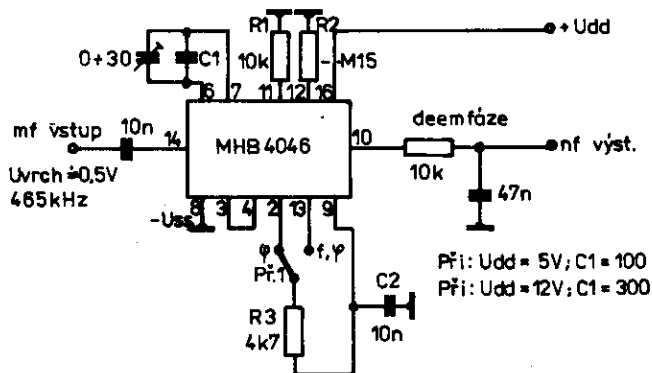 R1 R2
0+30 C1 10k M15 +Udd
6 7 11 12 16
mf vstup 10n 14 MHB 4046 10 deemfáze nf výst.
Uvrch ≐ 0,5V
465kHz
10k
47n
-Uss 8 3 4 2 13 9
φ f,φ
Př.1
Při: Udd = 5V; C1 = 100
Při: Udd = 12V; C1 = 300
R3
4k7
C2
10n